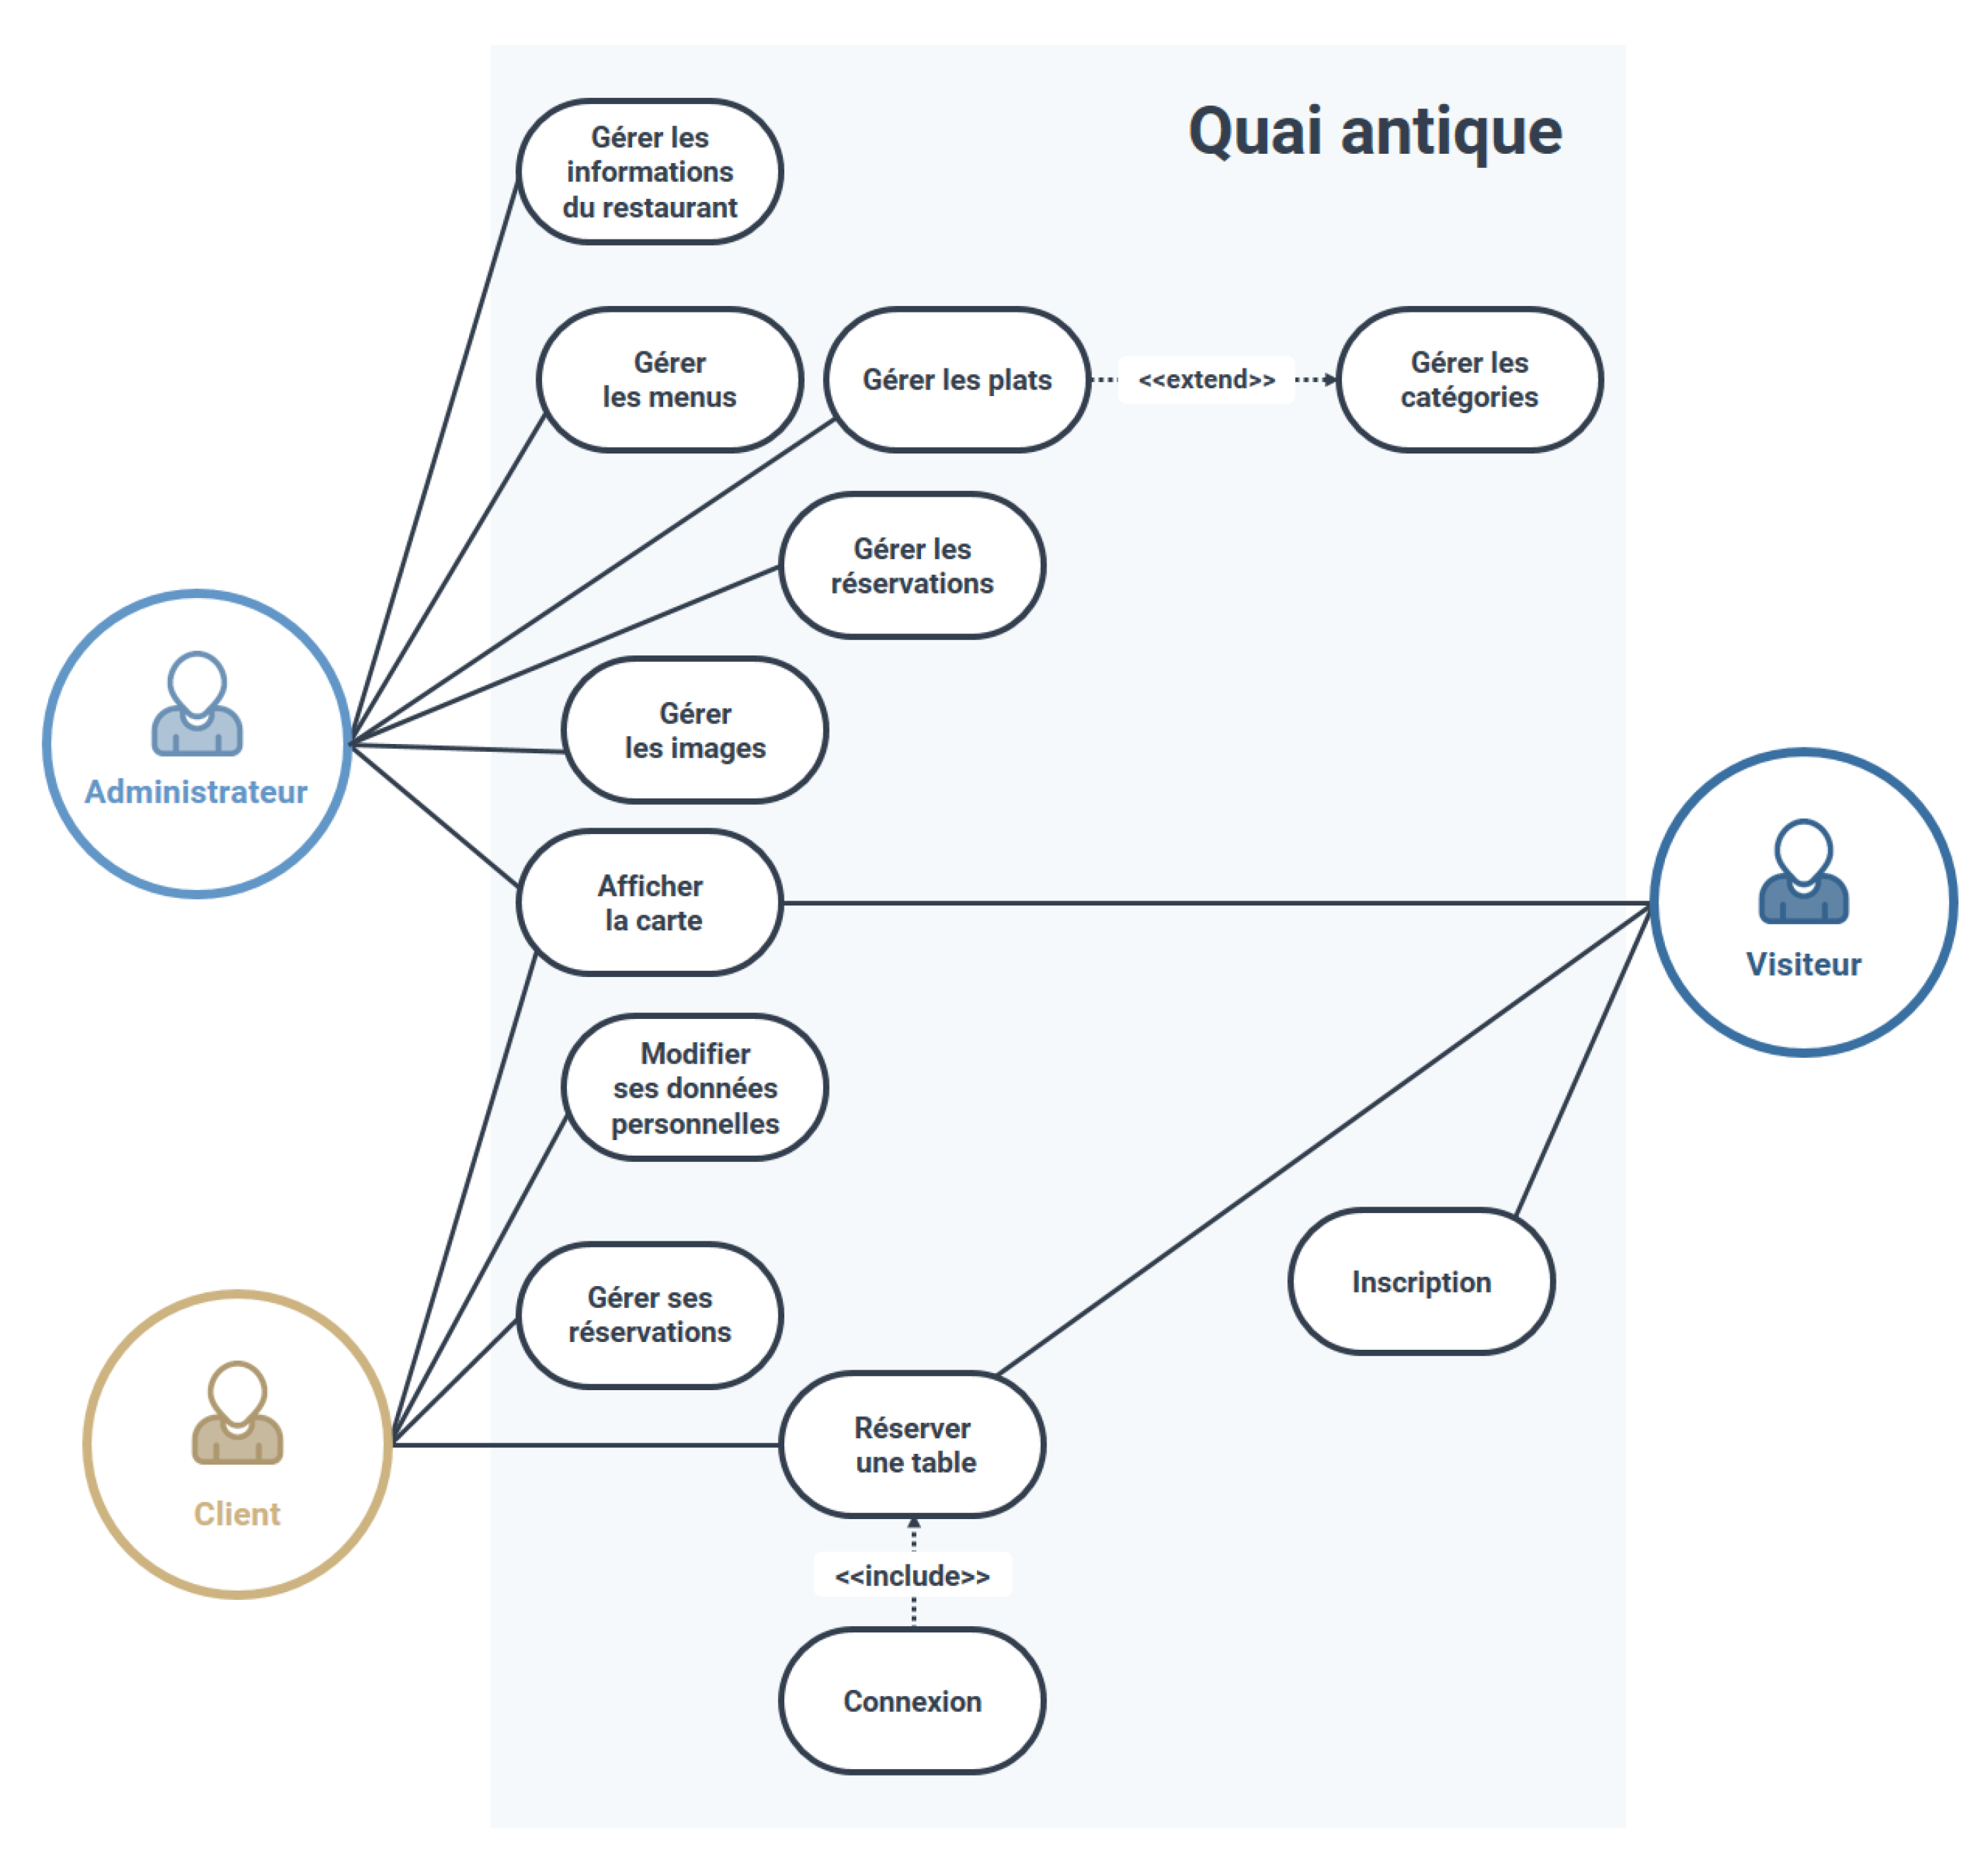 Quai antique
Gérer les
informations
du restaurant
Gérer
les menus
Gérer les plats
<<extend>>
Gérer les
catégories
Gérer les
réservations
Gérer
les images
Administrateur
Afficher
la carte
Visiteur
Modifier
ses données
personnelles
Gérer ses
réservations
Inscription
Client
Réserver
une table
<<include>>
Connexion